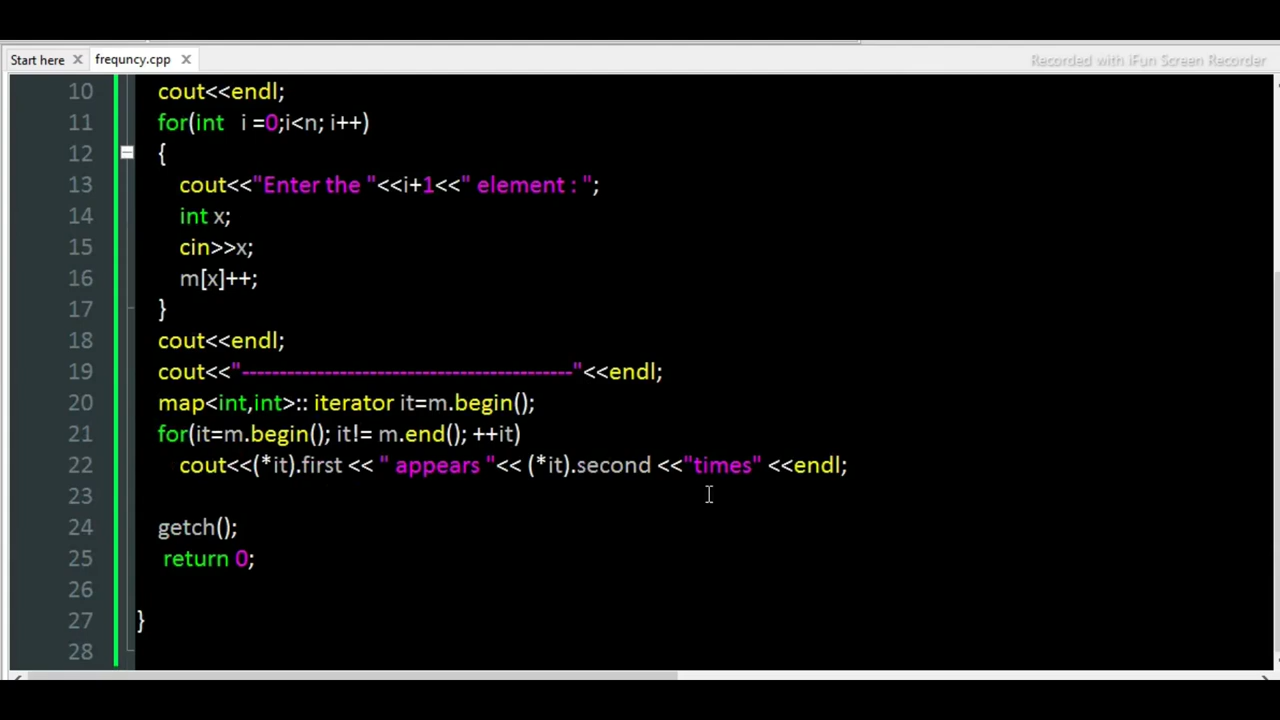 Start here
frequncy.cpp
Recorded with iFun Screen Recorder
10 cout<<endl;
11 for(int i =0;i<n; i++)
12 {
13 cout<<"Enter the "<<i+1<<" element : ";
14 int x;
15 cin>>x;
16 m[x]++;
17 }
18 cout<<endl;
19 cout<<"--------------------------------------------"<<endl;
20 map<int,int>:: iterator it=m.begin();
21 for(it=m.begin(); it!= m.end(); ++it)
22 cout<<(*it).first << " appears "<< (*it).second <<"times" <<endl;
23
24 getch();
25 return 0;
26
27 }
28